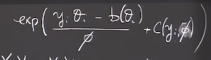 exp( (y_i θ_i - b(θ_i)) / φ + c(y_i, φ)